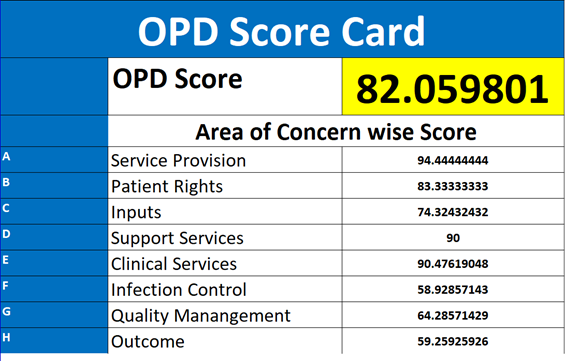 OPD Score Card
OPD Score 82.059801
Area of Concern wise Score
A Service Provision 94.44444444
B Patient Rights 83.33333333
C Inputs 74.32432432
D Support Services 90
E Clinical Services 90.47619048
F Infection Control 58.92857143
G Quality Manangement 64.28571429
H Outcome 59.25925926